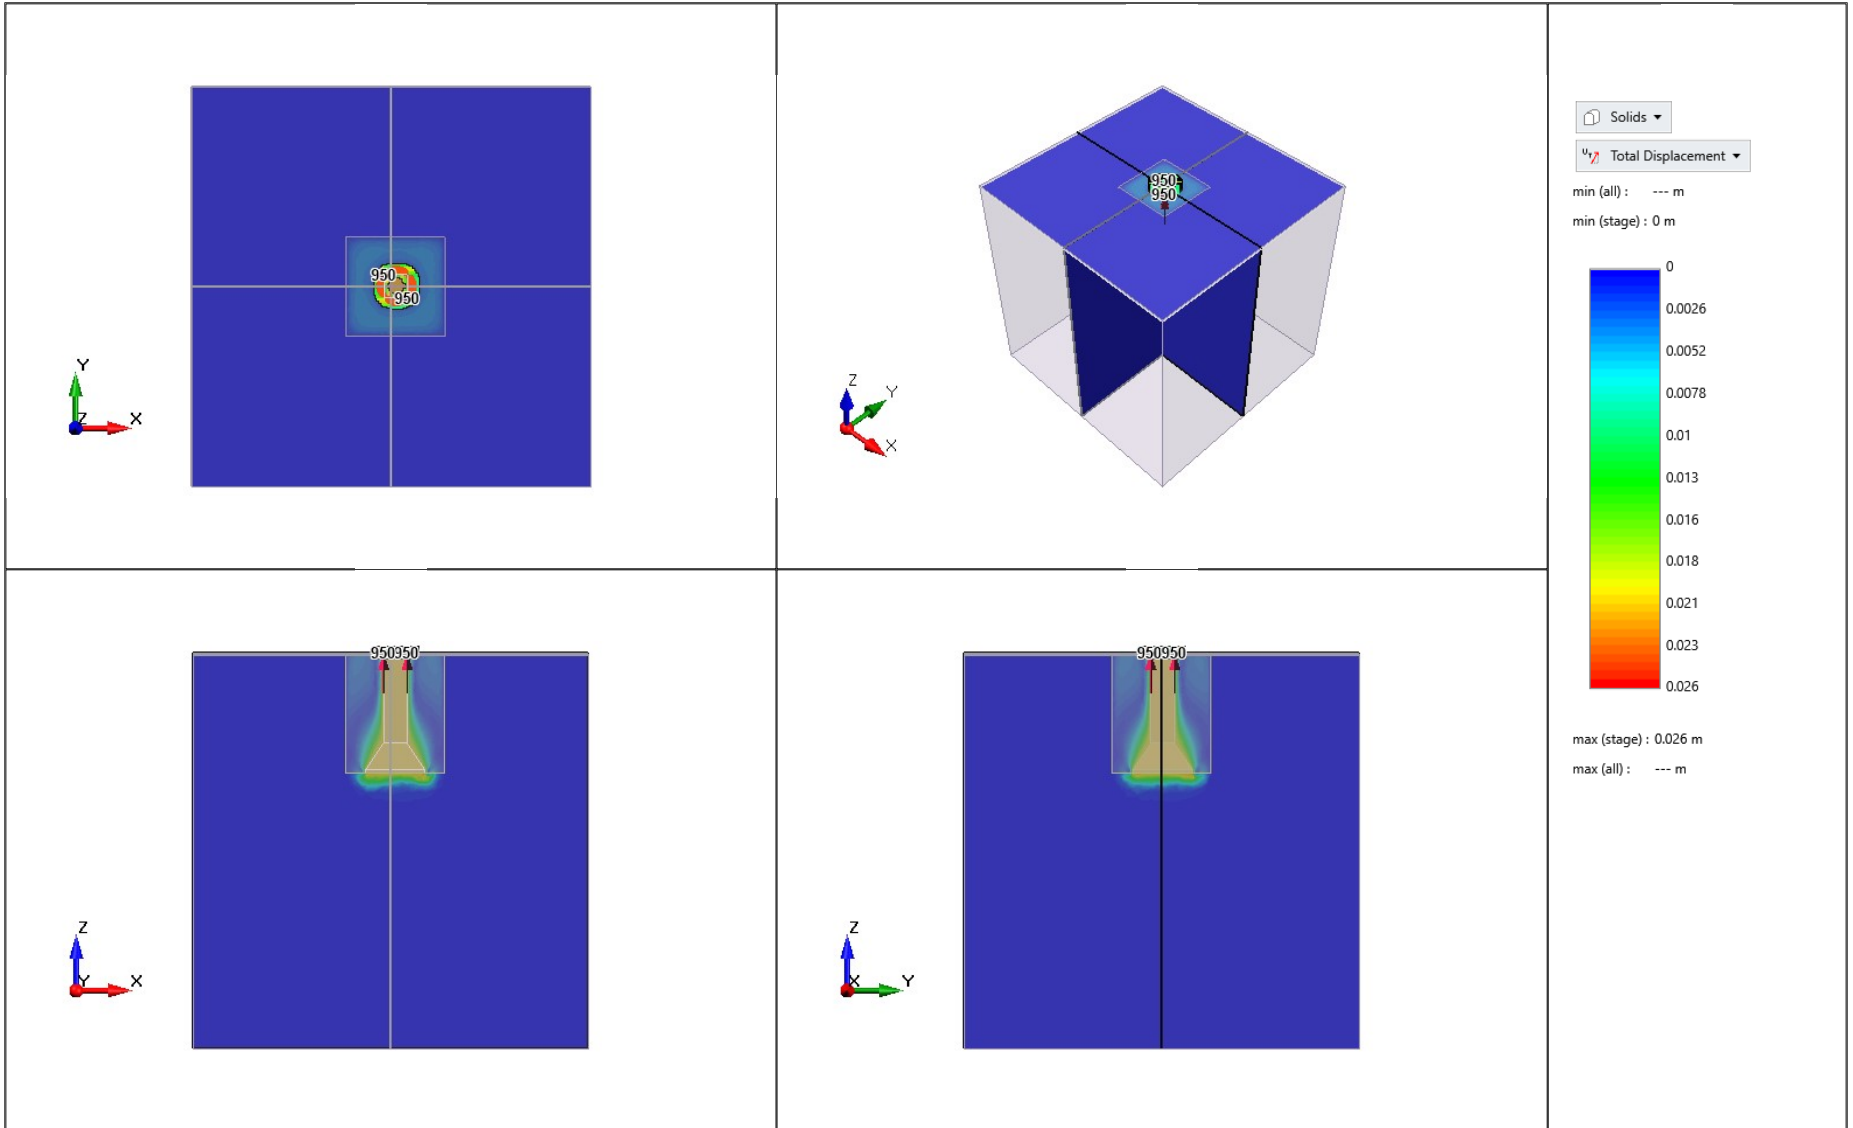 950
950
Y
Z
X
950
950
Z
Y
X
Solids
UT Total Displacement
min (all) : --- m
min (stage) : 0 m
0
0.0026
0.0052
0.0078
0.01
0.013
0.016
0.018
0.021
0.023
0.026
max (stage) : 0.026 m
max (all) : --- m
950950
Z
Y
X
950950
Z
X
Y